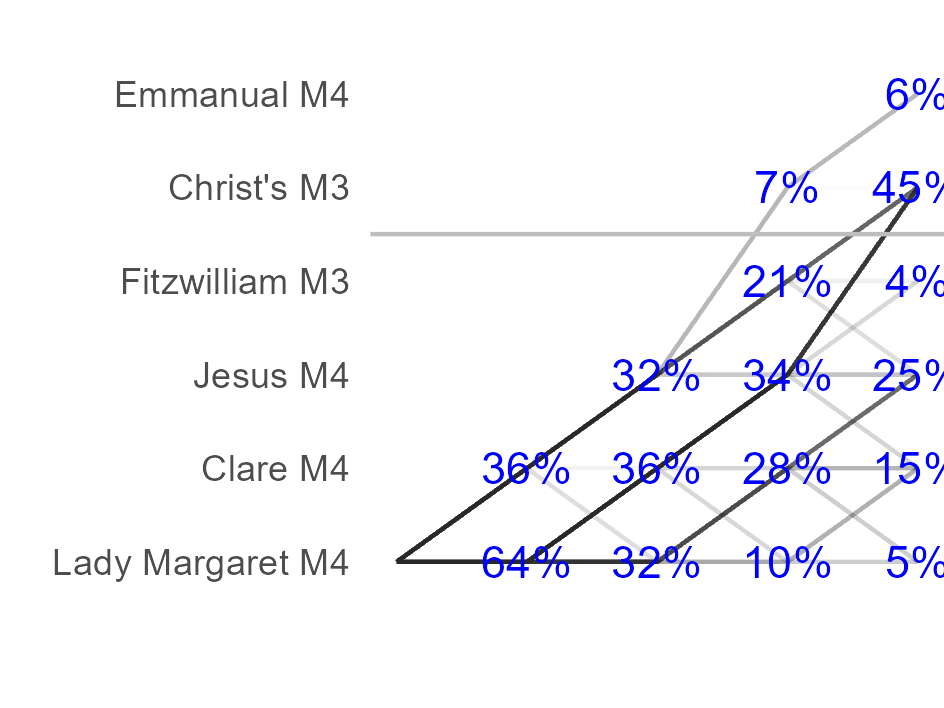 Emmanual M4 6%
Christ's M3 7% 45%
Fitzwilliam M3 21% 4%
Jesus M4 32% 34% 25%
Clare M4 36% 36% 28% 15%
Lady Margaret M4 64% 32% 10% 5%